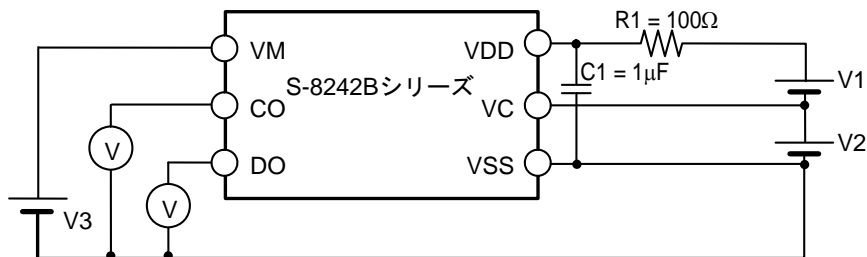 R1 = 100Ω
VM
VDD
C1 = 1μF
V1
S-8242Bシリーズ
CO
VC
V
V2
DO
VSS
V
V3